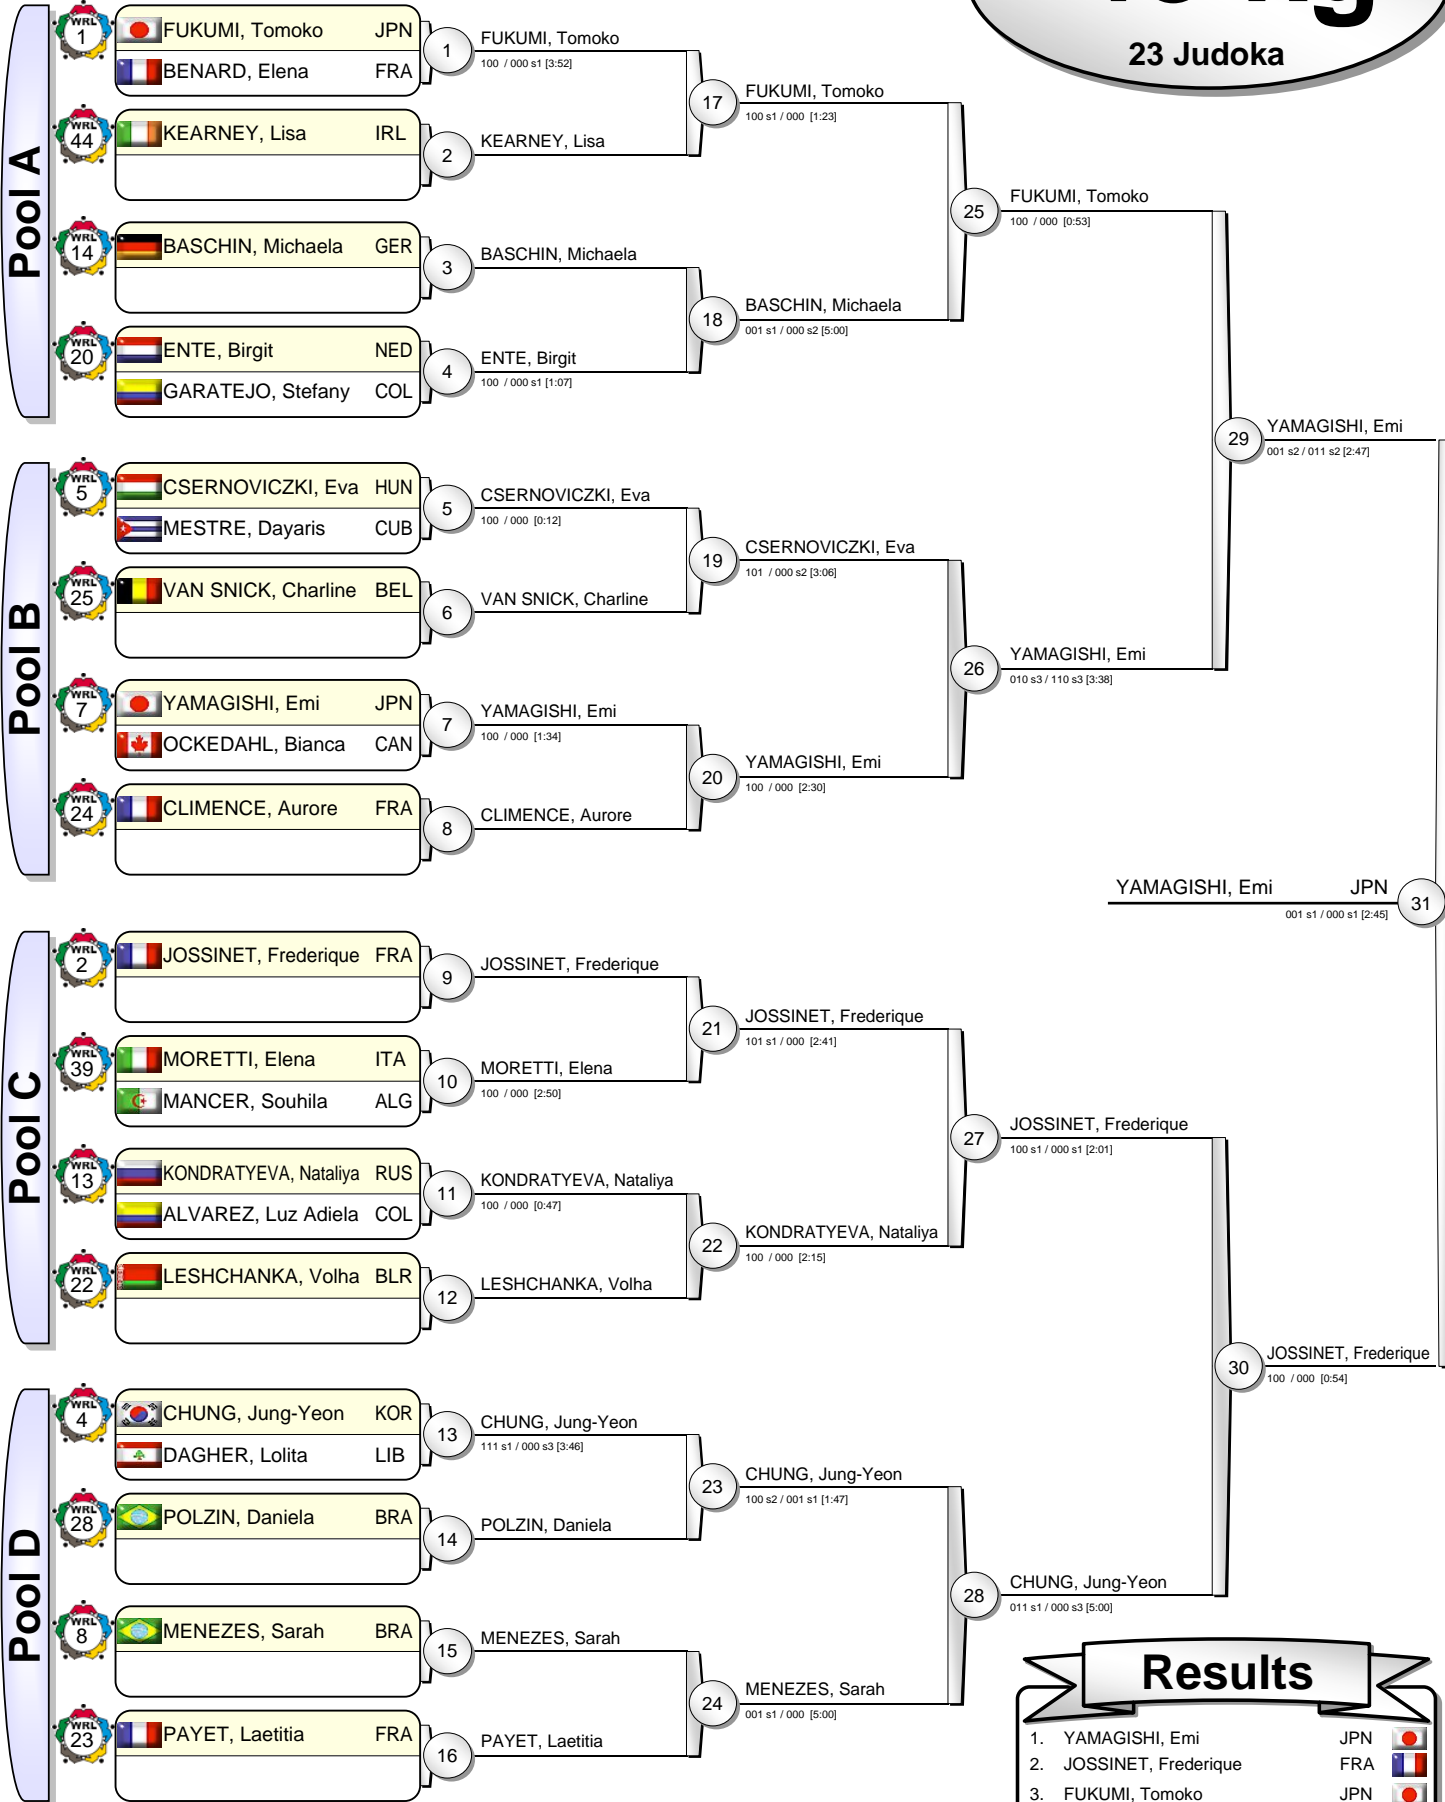 23 Judoka
Pool A
WRL 1
FUKUMI, Tomoko JPN
BENARD, Elena FRA
1
FUKUMI, Tomoko
100 / 000 s1 [3:52]
WRL 44
KEARNEY, Lisa IRL
2
KEARNEY, Lisa
17
FUKUMI, Tomoko
100 s1 / 000 [1:23]
WRL 14
BASCHIN, Michaela GER
3
BASCHIN, Michaela
WRL 20
ENTE, Birgit NED
GARATEJO, Stefany COL
4
ENTE, Birgit
100 / 000 s1 [1:07]
18
BASCHIN, Michaela
001 s1 / 000 s2 [5:00]
25
FUKUMI, Tomoko
100 / 000 [0:53]
Pool B
WRL 5
CSERNOVICZKI, Eva HUN
MESTRE, Dayaris CUB
5
CSERNOVICZKI, Eva
100 / 000 [0:12]
WRL 25
VAN SNICK, Charline BEL
6
VAN SNICK, Charline
19
CSERNOVICZKI, Eva
101 / 000 s2 [3:06]
WRL 7
YAMAGISHI, Emi JPN
OCKEDAHL, Bianca CAN
7
YAMAGISHI, Emi
100 / 000 [1:34]
WRL 24
CLIMENCE, Aurore FRA
8
CLIMENCE, Aurore
20
YAMAGISHI, Emi
100 / 000 [2:30]
26
YAMAGISHI, Emi
010 s3 / 110 s3 [3:38]
29
YAMAGISHI, Emi
001 s2 / 011 s2 [2:47]
YAMAGISHI, Emi JPN
001 s1 / 000 s1 [2:45]
31
Pool C
WRL 2
JOSSINET, Frederique FRA
9
JOSSINET, Frederique
WRL 39
MORETTI, Elena ITA
MANCER, Souhila ALG
10
MORETTI, Elena
100 / 000 [2:50]
21
JOSSINET, Frederique
101 s1 / 000 [2:41]
WRL 13
KONDRATYEVA, Nataliya RUS
ALVAREZ, Luz Adiela COL
11
KONDRATYEVA, Nataliya
100 / 000 [0:47]
WRL 22
LESHCHANKA, Volha BLR
12
LESHCHANKA, Volha
22
KONDRATYEVA, Nataliya
100 / 000 [2:15]
27
JOSSINET, Frederique
100 s1 / 000 s1 [2:01]
Pool D
WRL 4
CHUNG, Jung-Yeon KOR
DAGHER, Lolita LIB
13
CHUNG, Jung-Yeon
111 s1 / 000 s3 [3:46]
WRL 28
POLZIN, Daniela BRA
14
POLZIN, Daniela
23
CHUNG, Jung-Yeon
100 s2 / 001 s1 [1:47]
WRL 8
MENEZES, Sarah BRA
15
MENEZES, Sarah
WRL 23
PAYET, Laetitia FRA
16
PAYET, Laetitia
24
MENEZES, Sarah
001 s1 / 000 [5:00]
28
CHUNG, Jung-Yeon
011 s1 / 000 s3 [5:00]
30
JOSSINET, Frederique
100 / 000 [0:54]
Results
1. YAMAGISHI, Emi JPN
2. JOSSINET, Frederique FRA
3. FUKUMI, Tomoko JPN